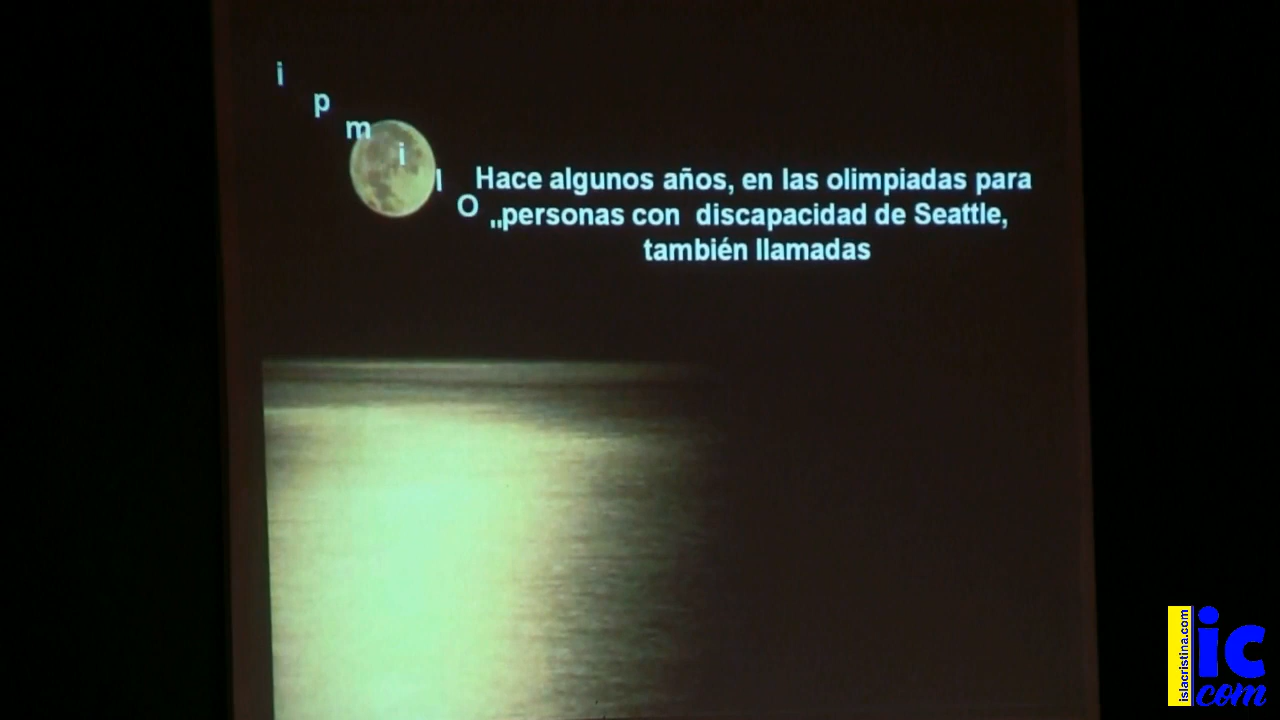 i
p
m
i
l
O
Hace algunos años, en las olimpiadas para
„personas con discapacidad de Seattle,
también llamadas
islacristina.com
ic
com